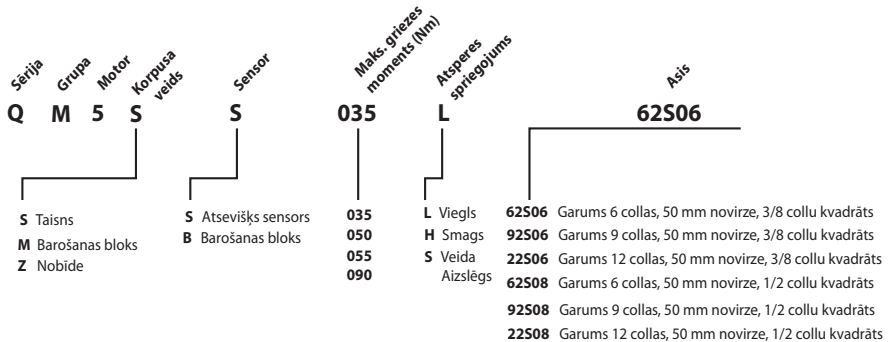 Sērija
Grupa
Motor
Korpusa
veids
Sensor
Maks. griezes
moments (Nm)
Atsperes
spriegojums
Asis
Q M 5 S S 035 L 62S06
S Taisns
M Barošanas bloks
Z Nobīde
S Atsevišķs sensors
B Barošanas bloks
035
050
055
090
L Viegls
H Smags
S Veida
Aizslēgs
62S06 Garums 6 collas, 50 mm novirze, 3/8 collu kvadrāts
92S06 Garums 9 collas, 50 mm novirze, 3/8 collu kvadrāts
22S06 Garums 12 collas, 50 mm novirze, 3/8 collu kvadrāts
62S08 Garums 6 collas, 50 mm novirze, 1/2 collu kvadrāts
92S08 Garums 9 collas, 50 mm novirze, 1/2 collu kvadrāts
22S08 Garums 12 collas, 50 mm novirze, 1/2 collu kvadrāts